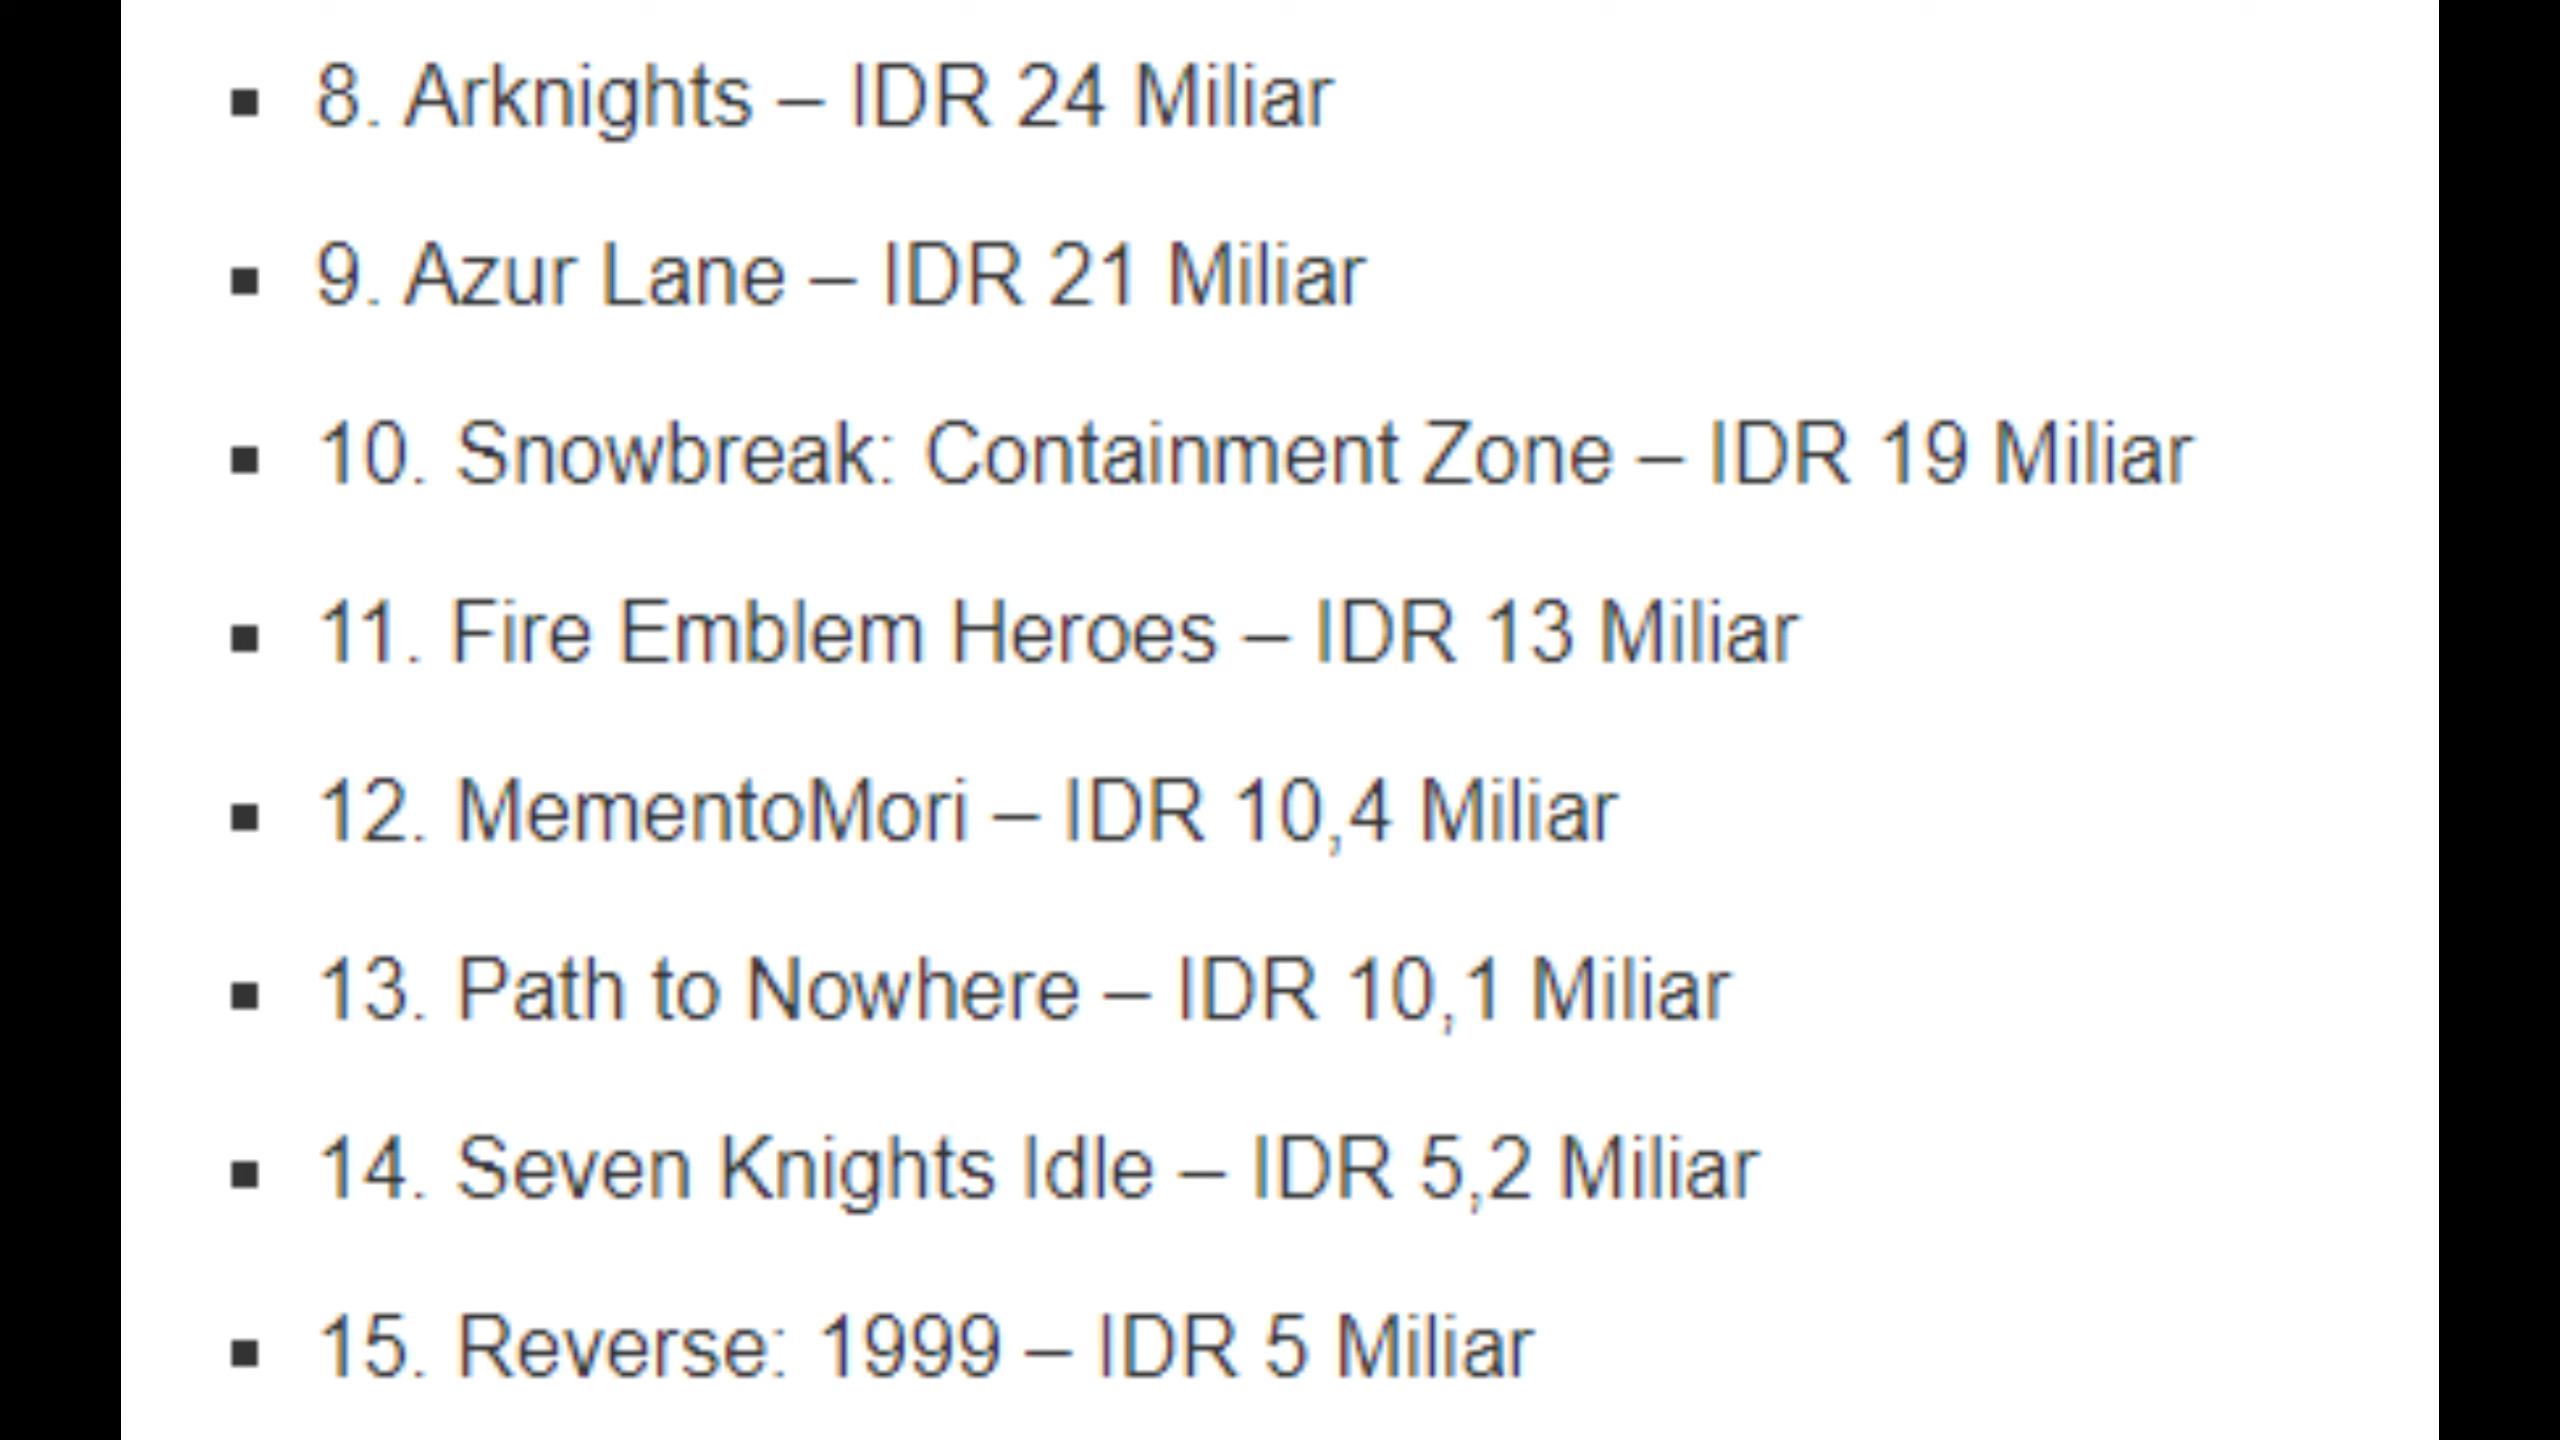 ▪ 8. Arknights – IDR 24 Miliar
▪ 9. Azur Lane – IDR 21 Miliar
▪ 10. Snowbreak: Containment Zone – IDR 19 Miliar
▪ 11. Fire Emblem Heroes – IDR 13 Miliar
▪ 12. MementoMori – IDR 10,4 Miliar
▪ 13. Path to Nowhere – IDR 10,1 Miliar
▪ 14. Seven Knights Idle – IDR 5,2 Miliar
▪ 15. Reverse: 1999 – IDR 5 Miliar